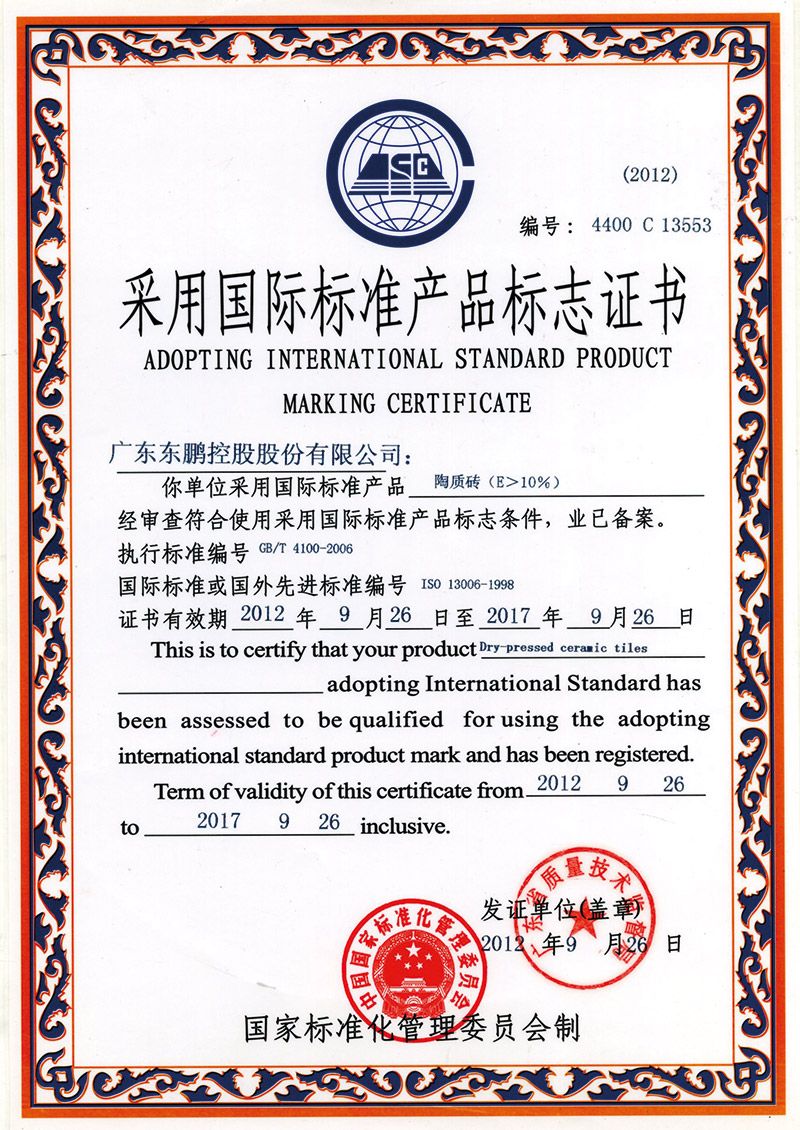 (2012)
编号： 4400 C 13553
采用国际标准产品标志证书
ADOPTING INTERNATIONAL STANDARD PRODUCT
MARKING CERTIFICATE
广东东鹏控股股份有限公司：
你单位采用国际标准产品 陶质砖（E>10%）
经审查符合使用采用国际标准产品标志条件，业已备案。
执行标准编号 GB/T 4100-2006
国际标准或国外先进标准编号 ISO 13006-1998
证书有效期 2012 年 9 月 26 日至 2017 年 9 月 26 日
This is to certify that your product Dry-pressed ceramic tiles
adopting International Standard has
been assessed to be qualified for using the adopting
international standard product mark and has been registered.
Term of validity of this certificate from 2012 9 26
to 2017 9 26 inclusive.
广东省质量技术监督局
发证单位(盖章)
2012 年 9 月 26 日
中国国家标准化管理委员会
国家标准化管理委员会制